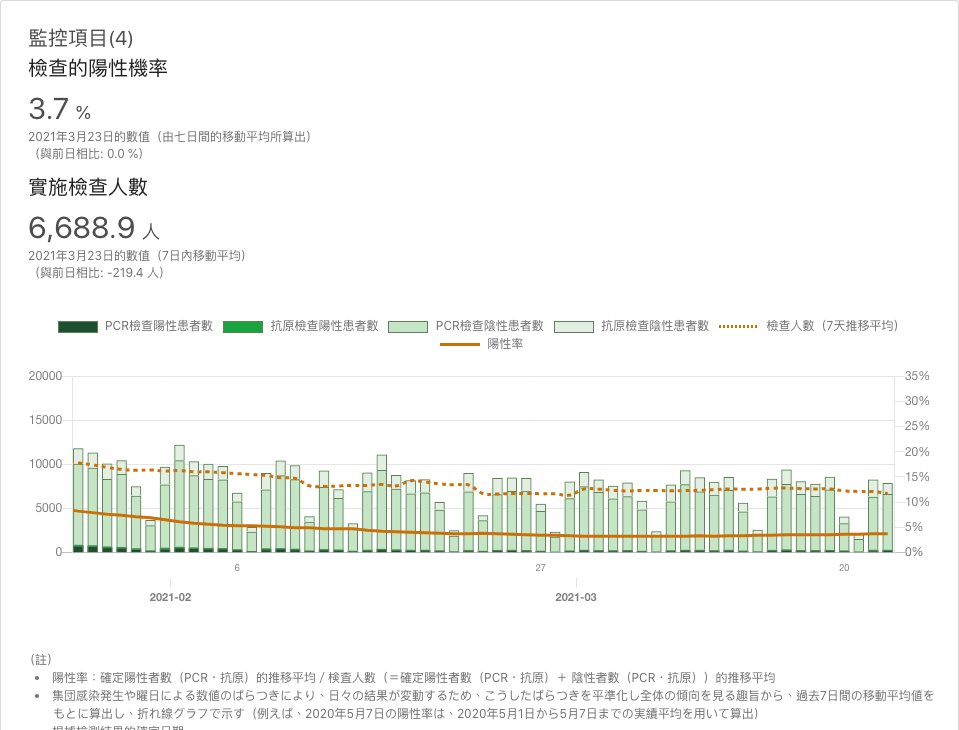 監控項目(4)
檢查的陽性機率
3.7 %
2021年3月23日的數值（由七日間的移動平均所算出）
（與前日相比: 0.0 %）
實施檢查人數
6,688.9 人
2021年3月23日的數值（7日內移動平均）
（與前日相比: -219.4 人）
PCR檢查陽性患者數 抗原檢查陽性患者數 PCR檢查陰性患者數 抗原檢查陰性患者數 檢查人數（7天推移平均）
陽性率
20000 35%
30%
15000
25%
20%
10000
15%
10%
5000
5%
0 0%
6 27 20
2021-02 2021-03
（註）
• 陽性率：確定陽性者數（PCR・抗原）的推移平均 / 検査人數（＝確定陽性者數（PCR・抗原）＋ 陰性者數（PCR・抗原））的推移平均
• 集団感染発生や曜日による数値のばらつきにより、日々の結果が変動するため、こうしたばらつきを平準化し全体の傾向を見る趣旨から、過去7日間の移動平均値を
もとに算出し、折れ線グラフで示す（例えば、2020年5月7日の陽性率は、2020年5月1日から5月7日までの実績平均を用いて算出）